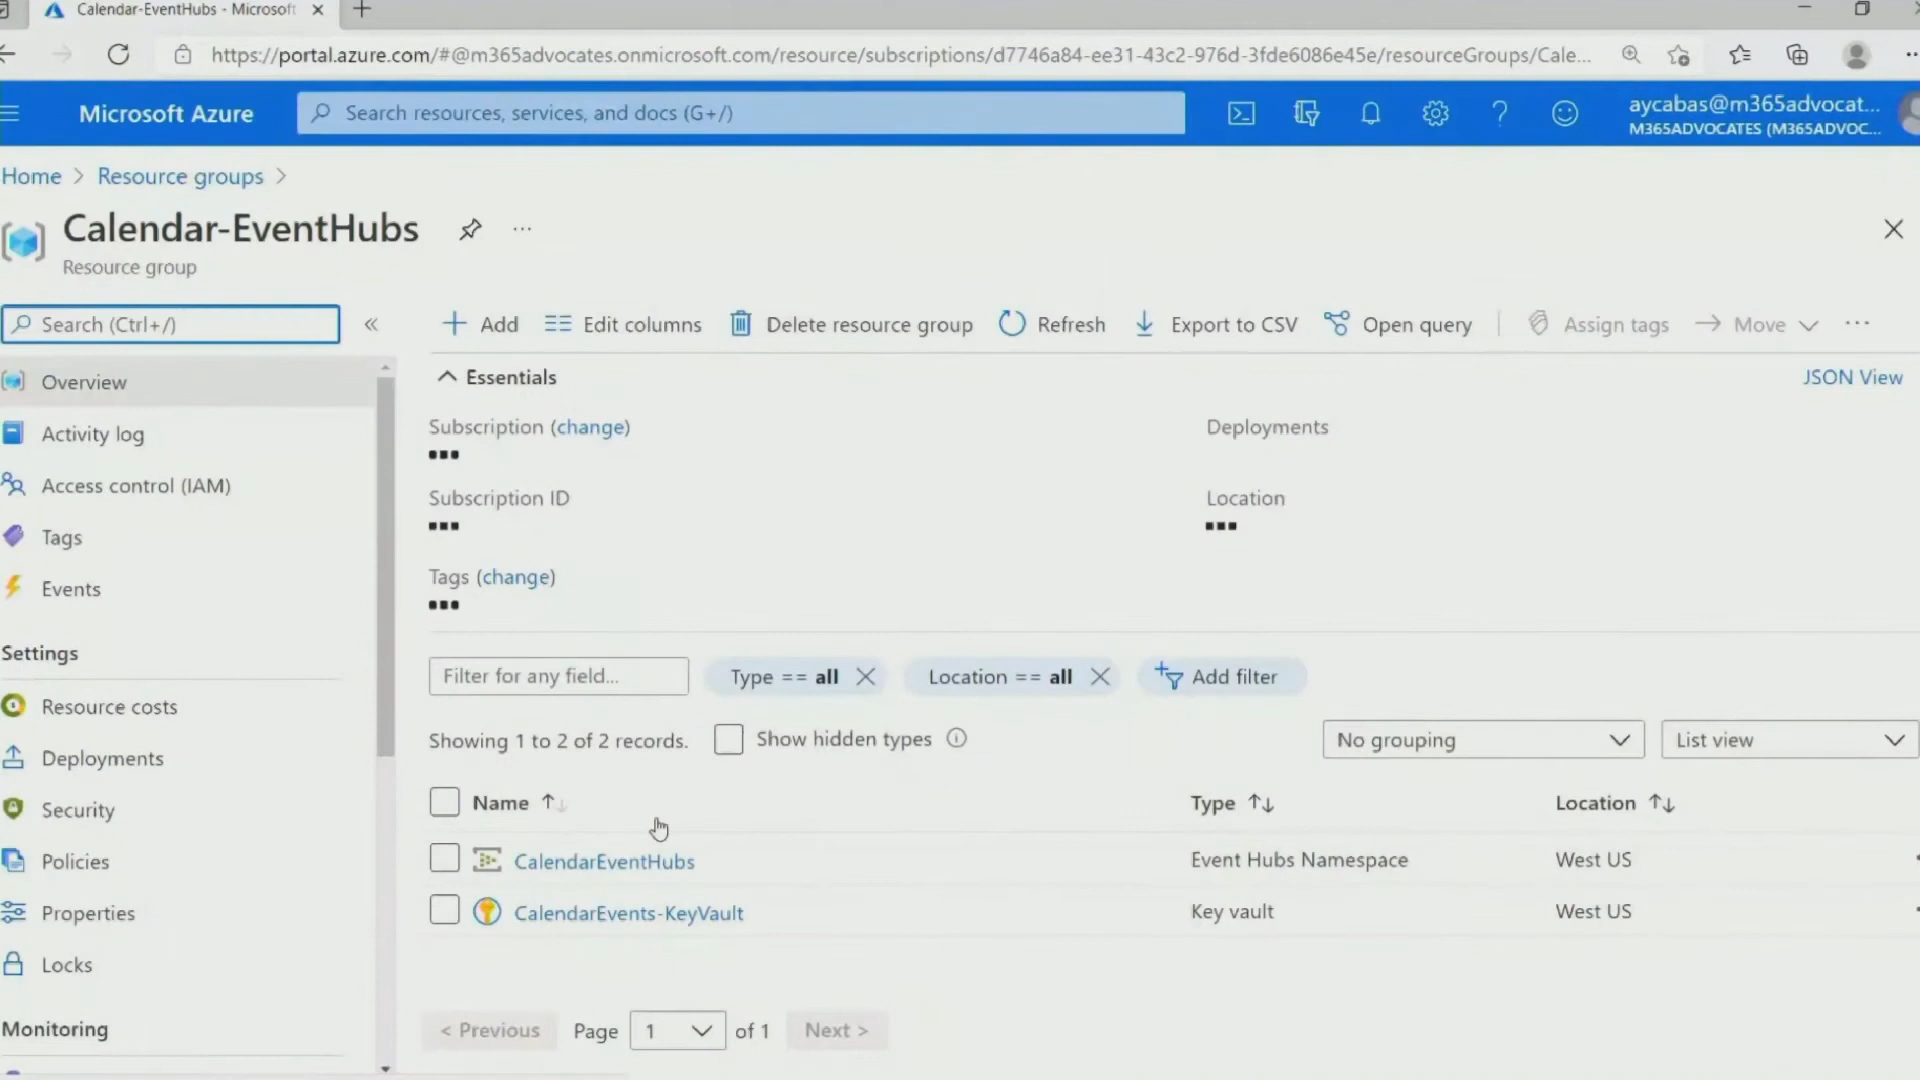 Calendar-EventHubs - Microsoft
https://portal.azure.com/#@m365advocates.onmicrosoft.com/resource/subscriptions/d7746a84-ee31-43c2-976d-3fde6086e45e/resourceGroups/Cale...
Microsoft Azure
Search resources, services, and docs (G+/)
aycabas@m365advocat...
M365ADVOCATES (M365ADVOC...
Home > Resource groups >
Calendar-EventHubs ...
Resource group
Search (Ctrl+/) «
Add Edit columns Delete resource group Refresh Export to CSV Open query Assign tags Move ...
Overview
Activity log
Access control (IAM)
Tags
Events
Settings
Resource costs
Deployments
Security
Policies
Properties
Locks
Monitoring
Essentials JSON View
Subscription (change) Deployments
Subscription ID Location
Tags (change)
Filter for any field... Type == all Location == all Add filter
Showing 1 to 2 of 2 records. Show hidden types No grouping List view
Name Type Location
CalendarEventHubs Event Hubs Namespace West US
CalendarEvents-KeyVault Key vault West US
< Previous Page 1 of 1 Next >